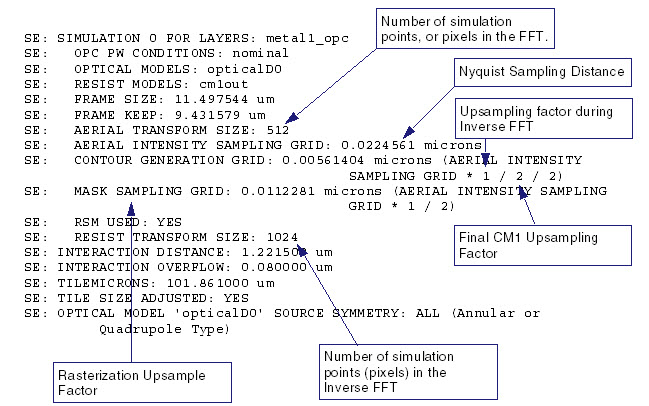 Number of simulation
points, or pixels in the FFT.
SE: SIMULATION 0 FOR LAYERS: metal1_opc
SE: OPC PW CONDITIONS: nominal
SE: OPTICAL MODELS: opticalD0
SE: RESIST MODELS: cm1out
SE: FRAME SIZE: 11.497544 um
SE: FRAME KEEP: 9.431579 um
SE: AERIAL TRANSFORM SIZE: 512
SE: AERIAL INTENSITY SAMPLING GRID: 0.0224561 microns
SE: CONTOUR GENERATION GRID: 0.00561404 microns (AERIAL INTENSITY
SAMPLING GRID * 1 / 2 / 2)
SE: MASK SAMPLING GRID: 0.0112281 microns (AERIAL INTENSITY SAMPLING
GRID * 1 / 2)
SE: RSM USED: YES
SE: RESIST TRANSFORM SIZE: 1024
SE: INTERACTION DISTANCE: 1.221500 um
SE: INTERACTION OVERFLOW: 0.080000 um
SE: TILEMICRONS: 101.861000 um
SE: TILE SIZE ADJUSTED: YES
SE: OPTICAL MODEL 'opticalD0' SOURCE SYMMETRY: ALL (Annular or
Quadrupole Type)
Nyquist Sampling Distance
Upsampling factor during
Inverse FFT
Final CM1 Upsampling
Factor
Number of simulation
points (pixels) in the
Inverse FFT
Rasterization Upsample
Factor